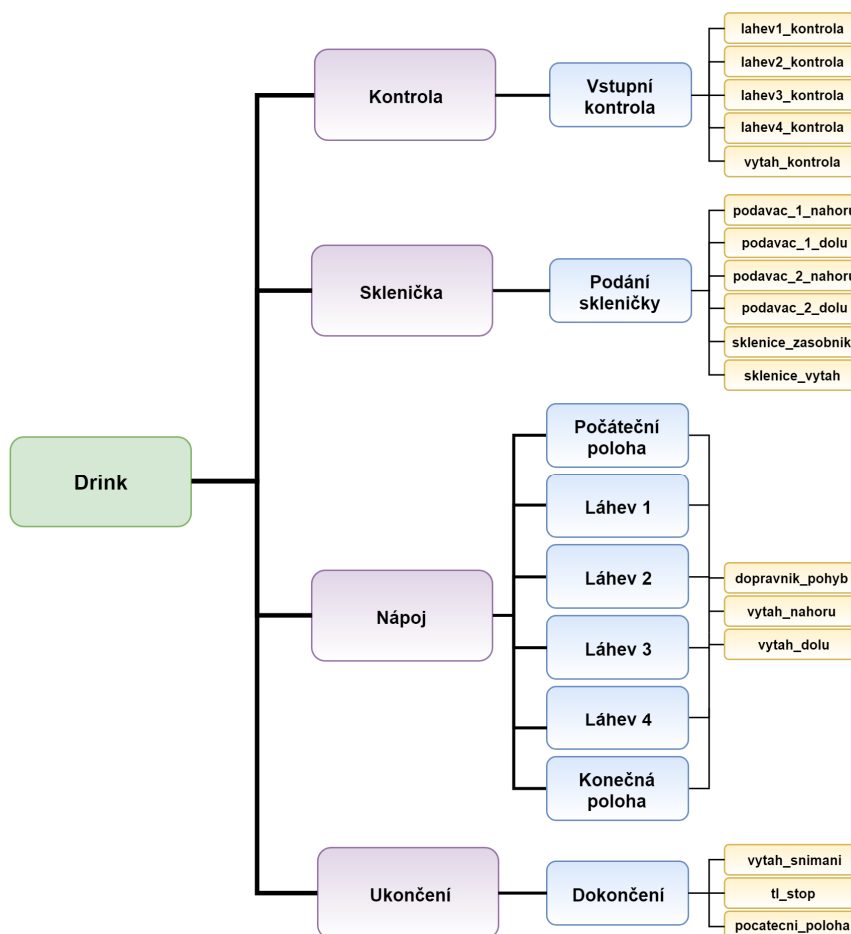 Drink
Kontrola
Vstupní
kontrola
lahev1_kontrola
lahev2_kontrola
lahev3_kontrola
lahev4_kontrola
vytah_kontrola
Sklenička
Podání
skleničky
podavac_1_nahoru
podavac_1_dolu
podavac_2_nahoru
podavac_2_dolu
sklenice_zasobnik
sklenice_vytah
Nápoj
Počáteční
poloha
Láhev 1
Láhev 2
Láhev 3
Láhev 4
Konečná
poloha
dopravnik_pohyb
vytah_nahoru
vytah_dolu
Ukončení
Dokončení
vytah_snimani
tl_stop
pocatecni_poloha